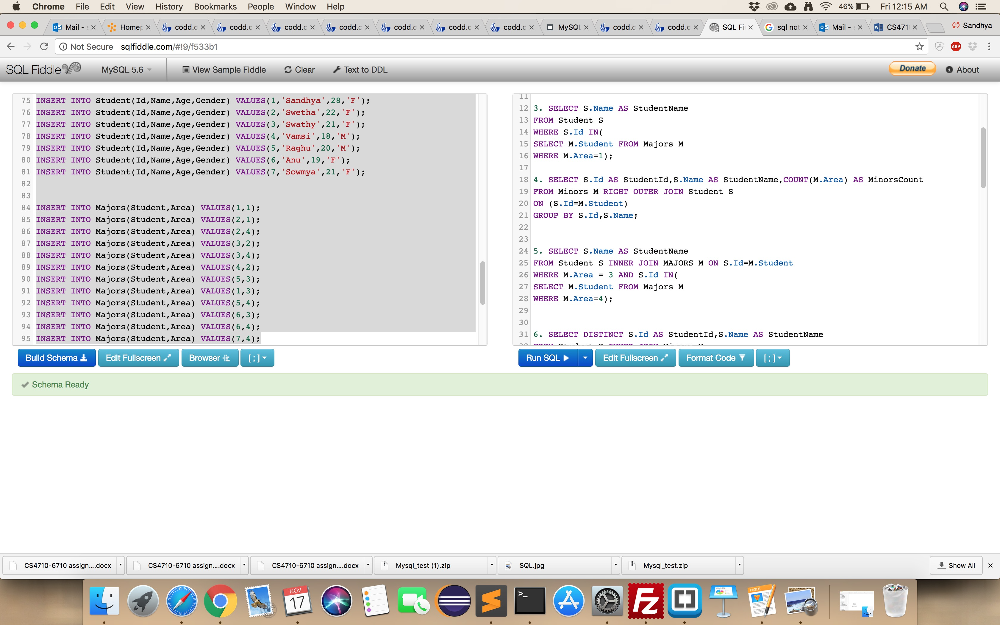 Chrome File Edit View History Bookmarks People Window Help 46% Fri 12:15 AM
Mail - Homep codd.c codd.c codd.c codd.c codd.c codd.c codd.c MySQL codd.c codd.c SQL Fi sql not Mail - CS471 Sandhya
Not Secure sqlfiddle.com/#!9/f533b1 ABP
SQL Fiddle MySQL 5.6 View Sample Fiddle Clear Text to DDL Donate About
75 INSERT INTO Student(Id,Name,Age,Gender) VALUES(1,'Sandhya',28,'F');
76 INSERT INTO Student(Id,Name,Age,Gender) VALUES(2,'Swetha',22,'F');
77 INSERT INTO Student(Id,Name,Age,Gender) VALUES(3,'Swathy',21,'F');
78 INSERT INTO Student(Id,Name,Age,Gender) VALUES(4,'Vamsi',18,'M');
79 INSERT INTO Student(Id,Name,Age,Gender) VALUES(5,'Raghu',20,'M');
80 INSERT INTO Student(Id,Name,Age,Gender) VALUES(6,'Anu',19,'F');
81 INSERT INTO Student(Id,Name,Age,Gender) VALUES(7,'Sowmya',21,'F');
82
83
84 INSERT INTO Majors(Student,Area) VALUES(1,1);
85 INSERT INTO Majors(Student,Area) VALUES(2,1);
86 INSERT INTO Majors(Student,Area) VALUES(2,4);
87 INSERT INTO Majors(Student,Area) VALUES(3,2);
88 INSERT INTO Majors(Student,Area) VALUES(3,4);
89 INSERT INTO Majors(Student,Area) VALUES(4,2);
90 INSERT INTO Majors(Student,Area) VALUES(5,3);
91 INSERT INTO Majors(Student,Area) VALUES(1,3);
92 INSERT INTO Majors(Student,Area) VALUES(5,4);
93 INSERT INTO Majors(Student,Area) VALUES(6,3);
94 INSERT INTO Majors(Student,Area) VALUES(6,4);
95 INSERT INTO Majors(Student,Area) VALUES(7,4);
Build Schema Edit Fullscreen Browser [ ; ]
11
12 3. SELECT S.Name AS StudentName
13 FROM Student S
14 WHERE S.Id IN(
15 SELECT M.Student FROM Majors M
16 WHERE M.Area=1);
17
18 4. SELECT S.Id AS StudentId,S.Name AS StudentName,COUNT(M.Area) AS MinorsCount
19 FROM Minors M RIGHT OUTER JOIN Student S
20 ON (S.Id=M.Student)
21 GROUP BY S.Id,S.Name;
22
23
24 5. SELECT S.Name AS StudentName
25 FROM Student S INNER JOIN MAJORS M ON S.Id=M.Student
26 WHERE M.Area = 3 AND S.Id IN(
27 SELECT M.Student FROM Majors M
28 WHERE M.Area=4);
29
30
31 6. SELECT DISTINCT S.Id AS StudentId,S.Name AS StudentName
Run SQL Edit Fullscreen Format Code [ ; ]
Schema Ready
CS4710-6710 assign....docx CS4710-6710 assign....docx CS4710-6710 assign....docx Mysql_test (1).zip SQL.jpg Mysql_test.zip Show All
NOV
17
PAGES